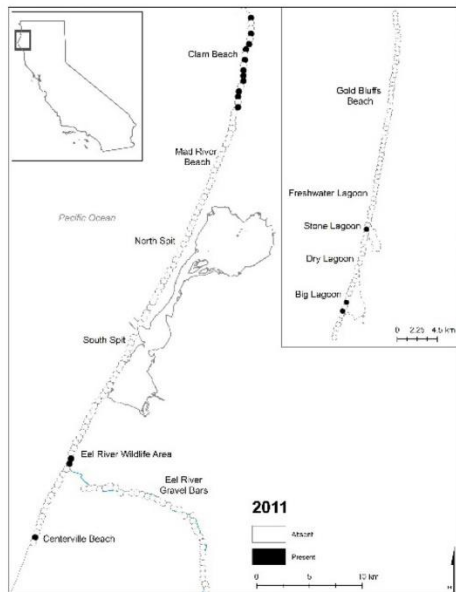 Clam Beach
Mad River
Beach
Pacific Ocean
North Spit
South Spit
Eel River Wildlife Area
Eel River
Gravel Bars
Centerville Beach
Gold Bluffs
Beach
Freshwater Lagoon
Stone Lagoon
Dry Lagoon
Big Lagoon
0 2.25 4.5 km
2011
Absent
Present
0 5 10 km